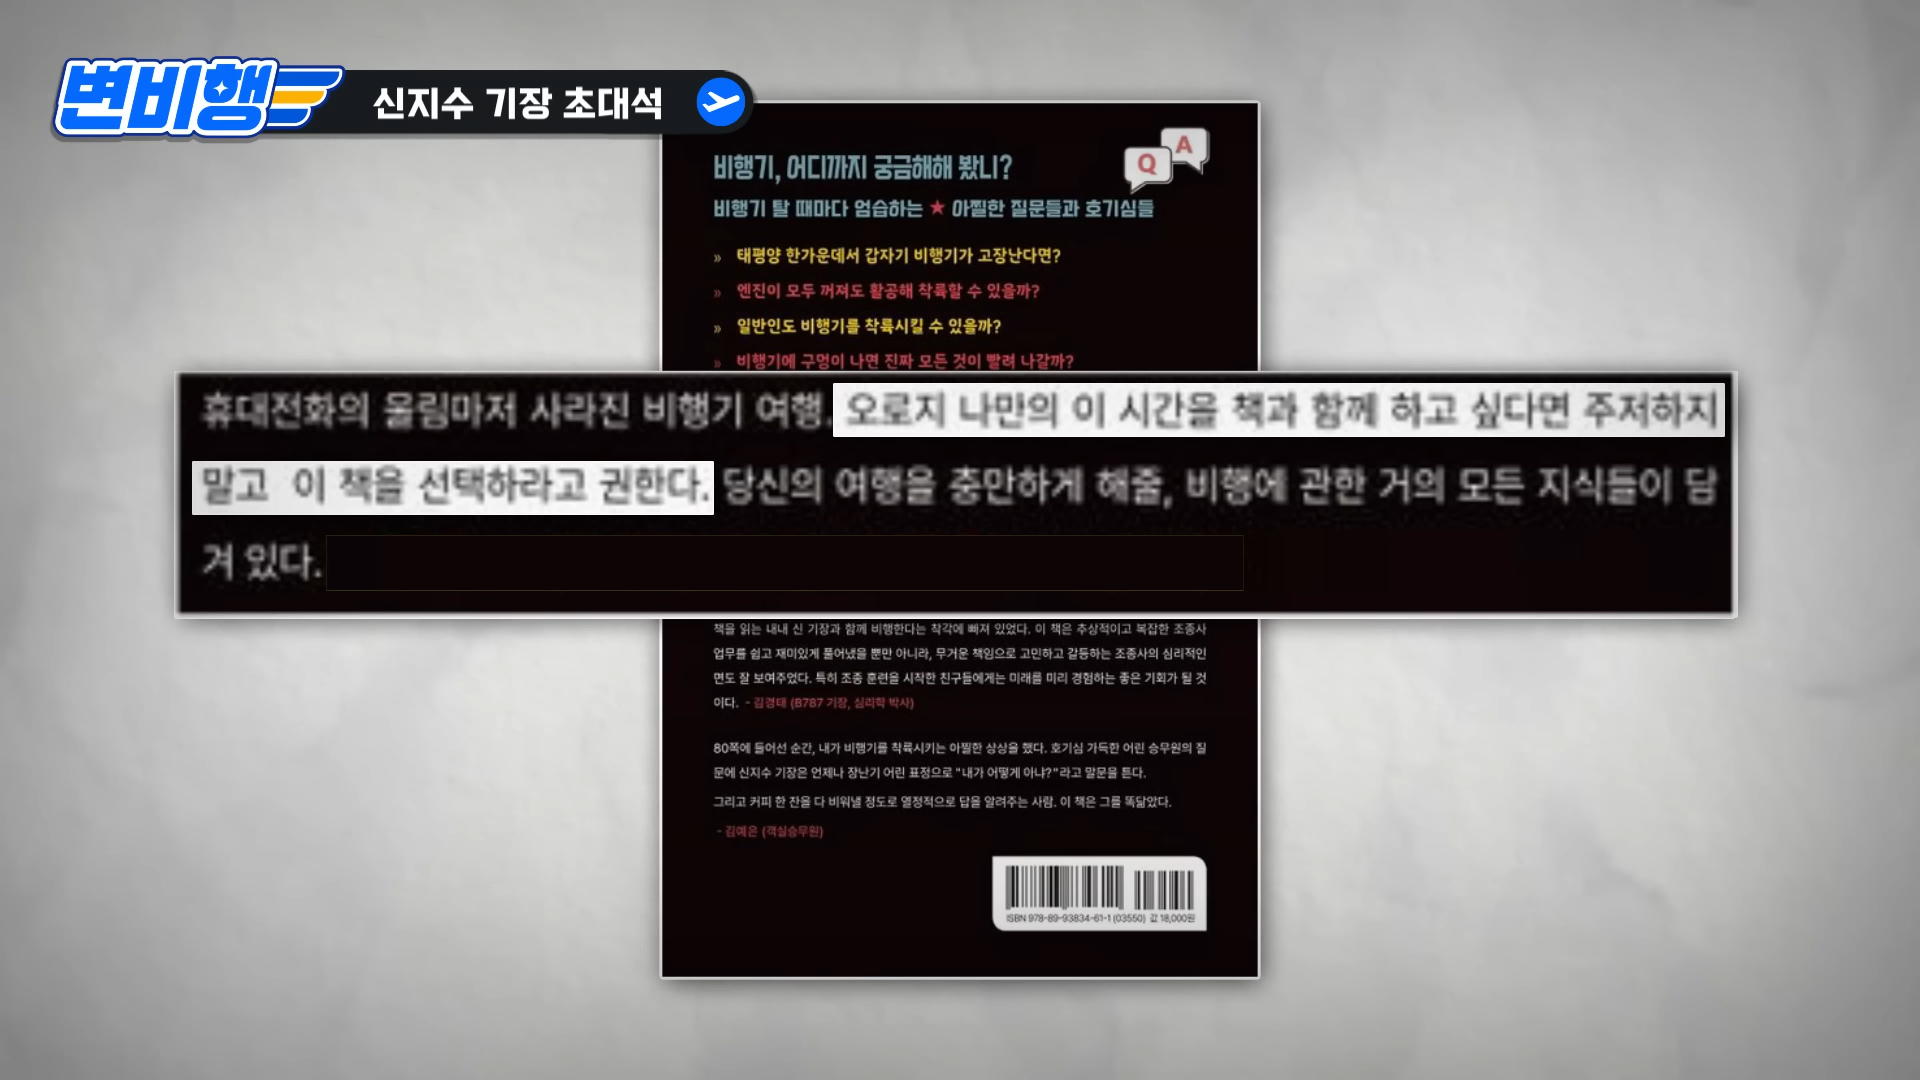 변비행 신지수 기장 초대석
비행기, 어디까지 궁금해해 봤니?
Q A
비행기 탈 때마다 엄습하는 ★ 아찔한 질문들과 호기심들
» 태평양 한가운데서 갑자기 비행기가 고장난다면?
» 엔진이 모두 꺼져도 활공해 착륙할 수 있을까?
» 일반인도 비행기를 착륙시킬 수 있을까?
» 비행기에 구멍이 나면 진짜 모든 것이 빨려 나갈까?
휴대전화의 울림마저 사라진 비행기 여행. 오로지 나만의 이 시간을 책과 함께 하고 싶다면 주저하지
말고 이 책을 선택하라고 권한다. 당신의 여행을 충만하게 해줄, 비행에 관한 거의 모든 지식들이 담
겨 있다.
책을 읽는 내내 신 기장과 함께 비행한다는 착각에 빠져 있었다. 이 책은 추상적이고 복잡한 조종사
업무를 쉽고 재미있게 풀어냈을 뿐만 아니라, 무거운 책임으로 고민하고 갈등하는 조종사의 심리적인
면도 잘 보여주었다. 특히 조종 훈련을 시작한 친구들에게는 미래를 미리 경험하는 좋은 기회가 될 것
이다. - 김경태 (B787 기장, 심리학 박사)
80쪽에 들어선 순간, 내가 비행기를 착륙시키는 아찔한 상상을 했다. 호기심 가득한 어린 승무원의 질
문에 신지수 기장은 언제나 장난기 어린 표정으로 "내가 어떻게 아냐?"라고 말문을 튼다.
그리고 커피 한 잔을 다 비워낼 정도로 열정적으로 답을 알려주는 사람. 이 책은 그를 똑닮았다.
- 김예은 (객실승무원)
ISBN 978-89-93834-61-1 (03550) 값 18,000원